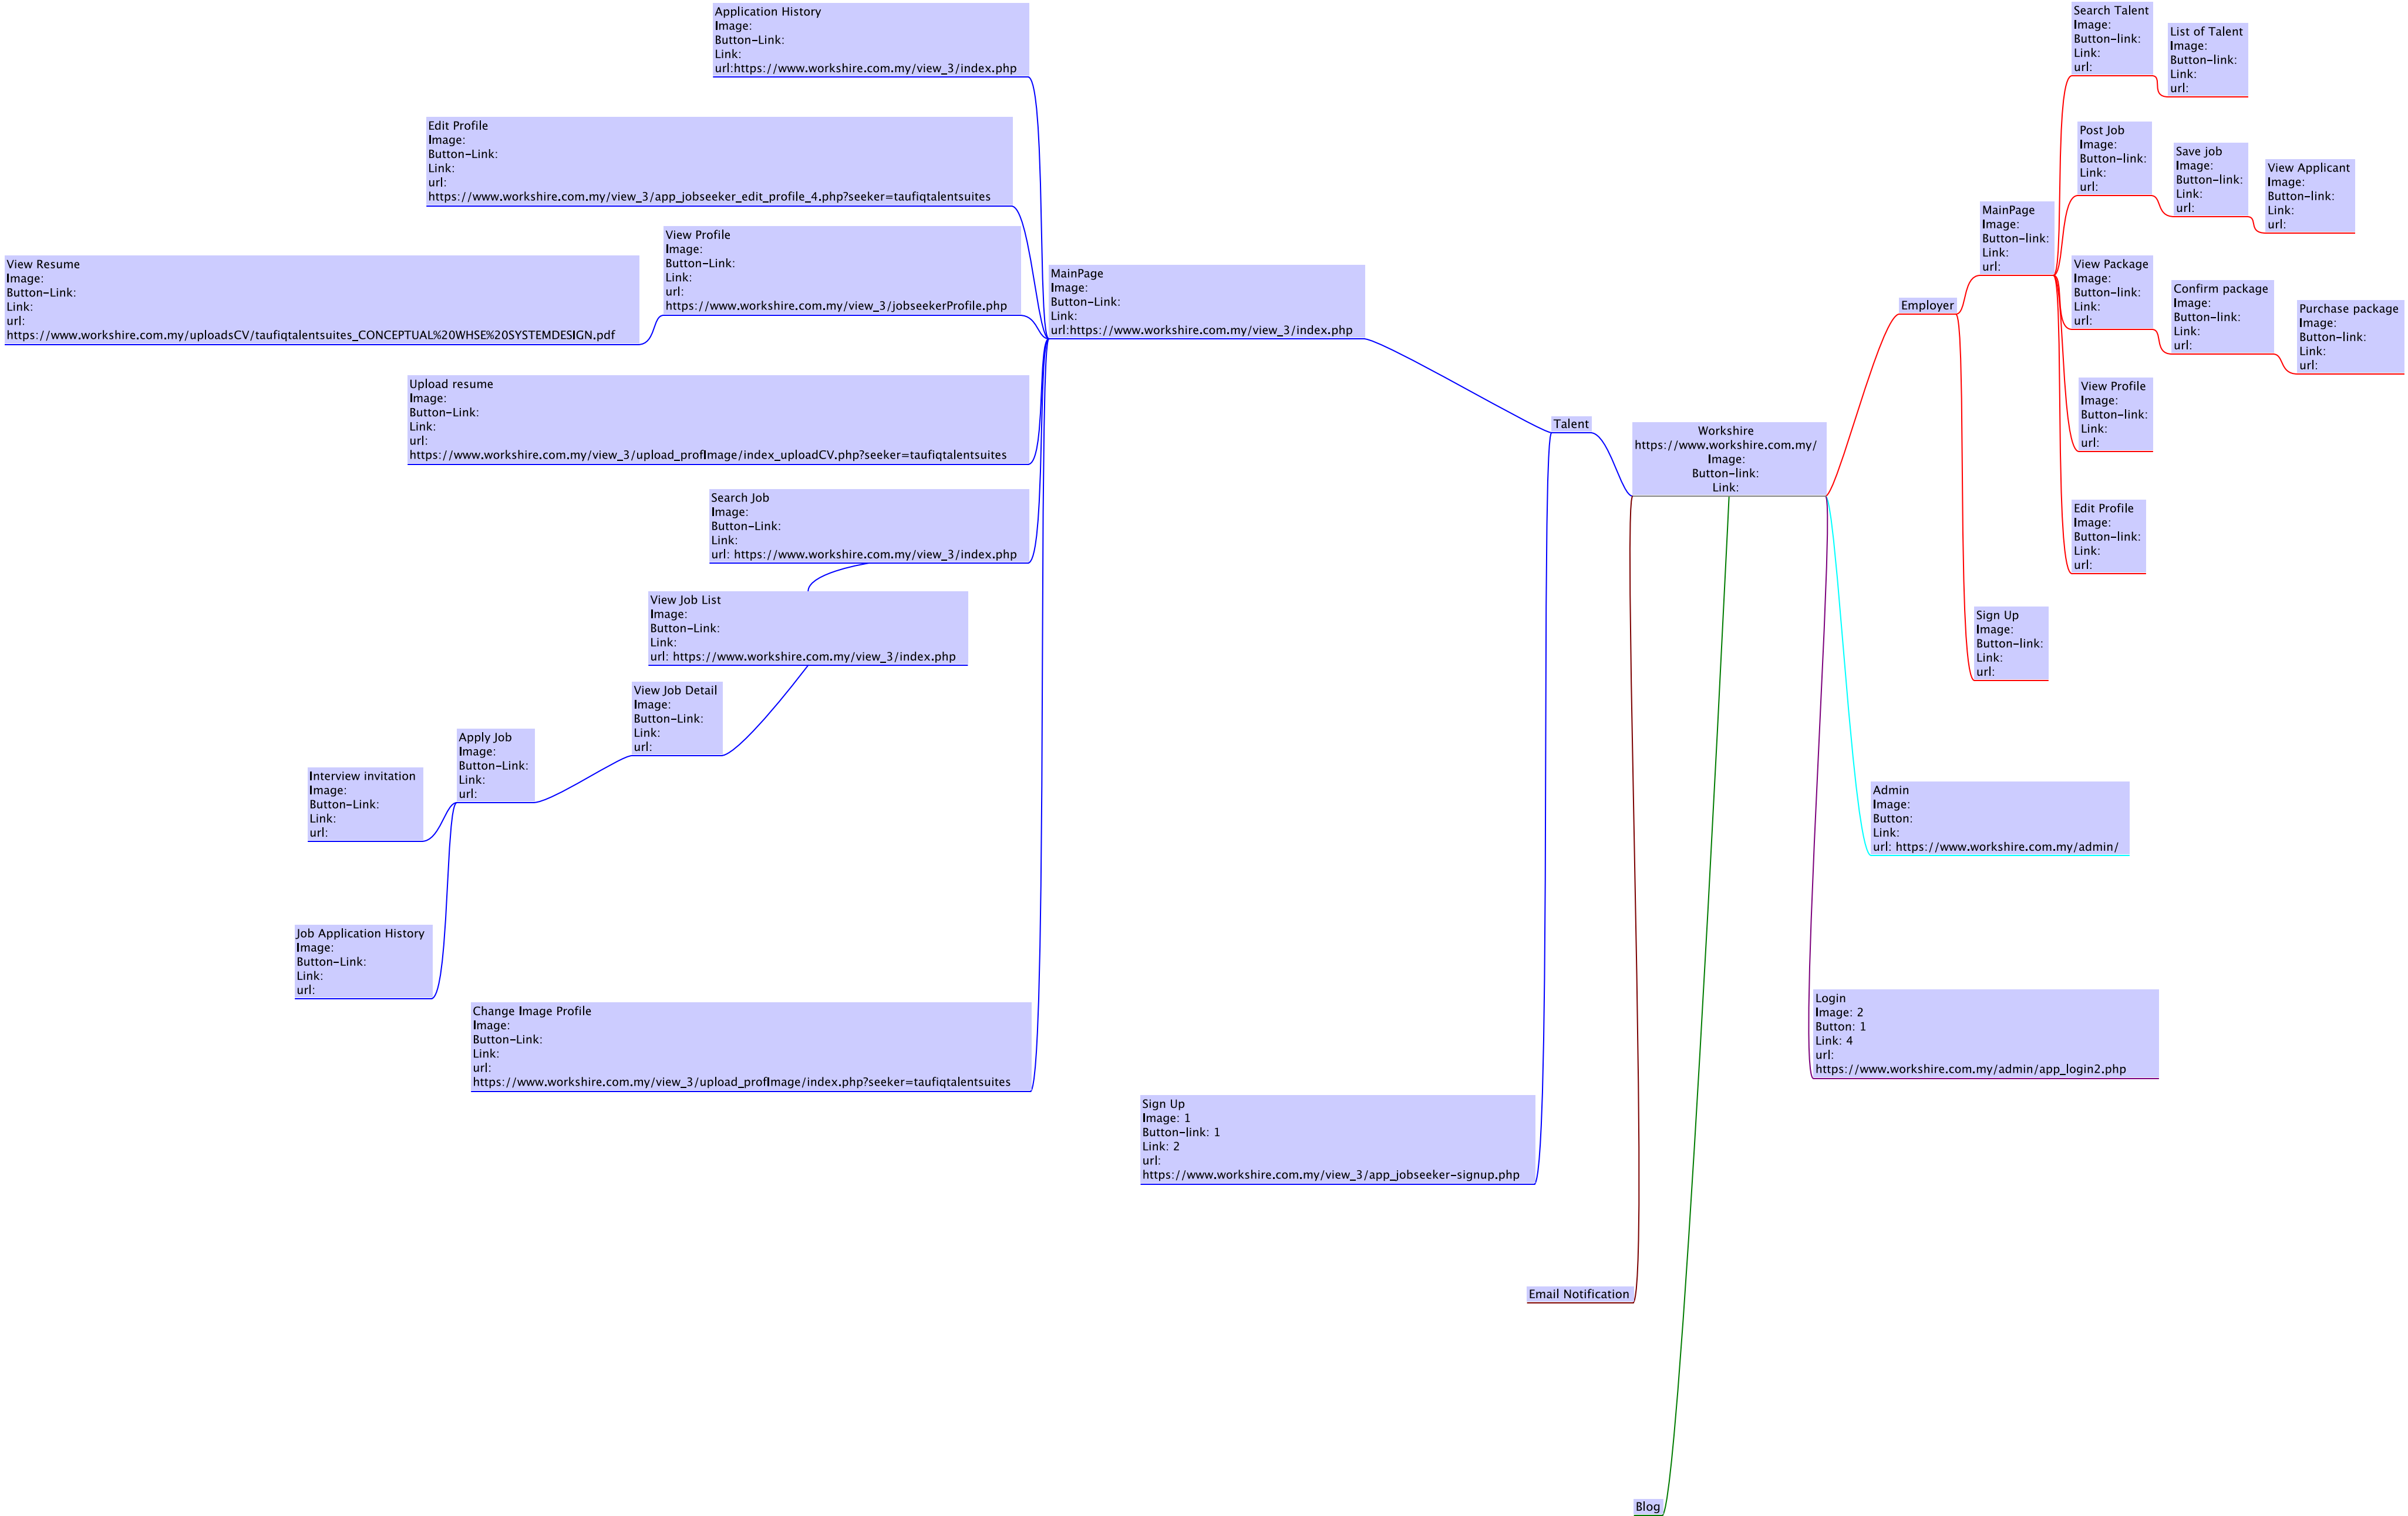 Application History
Image:
Button-Link:
Link:
url:https://www.workshire.com.my/view_3/index.php
Edit Profile
Image:
Button-Link:
Link:
url:
https://www.workshire.com.my/view_3/app_jobseeker_edit_profile_4.php?seeker=taufiqtalentsuites
View Profile
Image:
Button-Link:
Link:
url:
https://www.workshire.com.my/view_3/jobseekerProfile.php
View Resume
Image:
Button-Link:
Link:
url:
https://www.workshire.com.my/uploadsCV/taufiqtalentsuites_CONCEPTUAL%20WHSE%20SYSTEMDESIGN.pdf
MainPage
Image:
Button-Link:
Link:
url:https://www.workshire.com.my/view_3/index.php
Upload resume
Image:
Button-Link:
Link:
url:
https://www.workshire.com.my/view_3/upload_profImage/index_uploadCV.php?seeker=taufiqtalentsuites
Search Job
Image:
Button-Link:
Link:
url: https://www.workshire.com.my/view_3/index.php
View Job List
Image:
Button-Link:
Link:
url: https://www.workshire.com.my/view_3/index.php
View Job Detail
Image:
Button-Link:
Link:
url:
Apply Job
Image:
Button-Link:
Link:
url:
Interview invitation
Image:
Button-Link:
Link:
url:
Job Application History
Image:
Button-Link:
Link:
url:
Change Image Profile
Image:
Button-Link:
Link:
url:
https://www.workshire.com.my/view_3/upload_profImage/index.php?seeker=taufiqtalentsuites
Talent
Sign Up
Image: 1
Button-link: 1
Link: 2
url:
https://www.workshire.com.my/view_3/app_jobseeker-signup.php
Email Notification
Blog
Workshire
https://www.workshire.com.my/
Image:
Button-link:
Link:
Employer
MainPage
Image:
Button-link:
Link:
url:
Search Talent
Image:
Button-link:
Link:
url:
List of Talent
Image:
Button-link:
Link:
url:
Post Job
Image:
Button-link:
Link:
url:
Save job
Image:
Button-link:
Link:
url:
View Applicant
Image:
Button-link:
Link:
url:
View Package
Image:
Button-link:
Link:
url:
Confirm package
Image:
Button-link:
Link:
url:
Purchase package
Image:
Button-link:
Link:
url:
View Profile
Image:
Button-link:
Link:
url:
Edit Profile
Image:
Button-link:
Link:
url:
Sign Up
Image:
Button-link:
Link:
url:
Admin
Image:
Button:
Link:
url: https://www.workshire.com.my/admin/
Login
Image: 2
Button: 1
Link: 4
url:
https://www.workshire.com.my/admin/app_login2.php